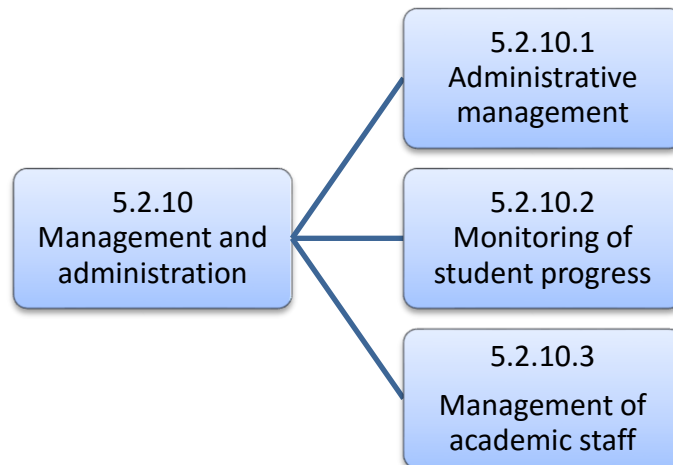 5.2.10
Management and
administration
5.2.10.1
Administrative
management
5.2.10.2
Monitoring of
student progress
5.2.10.3
Management of
academic staff